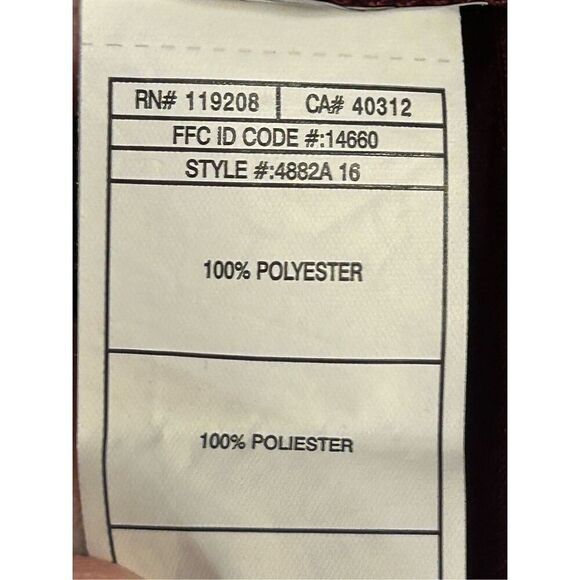 RN# 119208 CA# 40312
FFC ID CODE #:14660
STYLE #:4882A 16
100% POLYESTER
100% POLIESTER